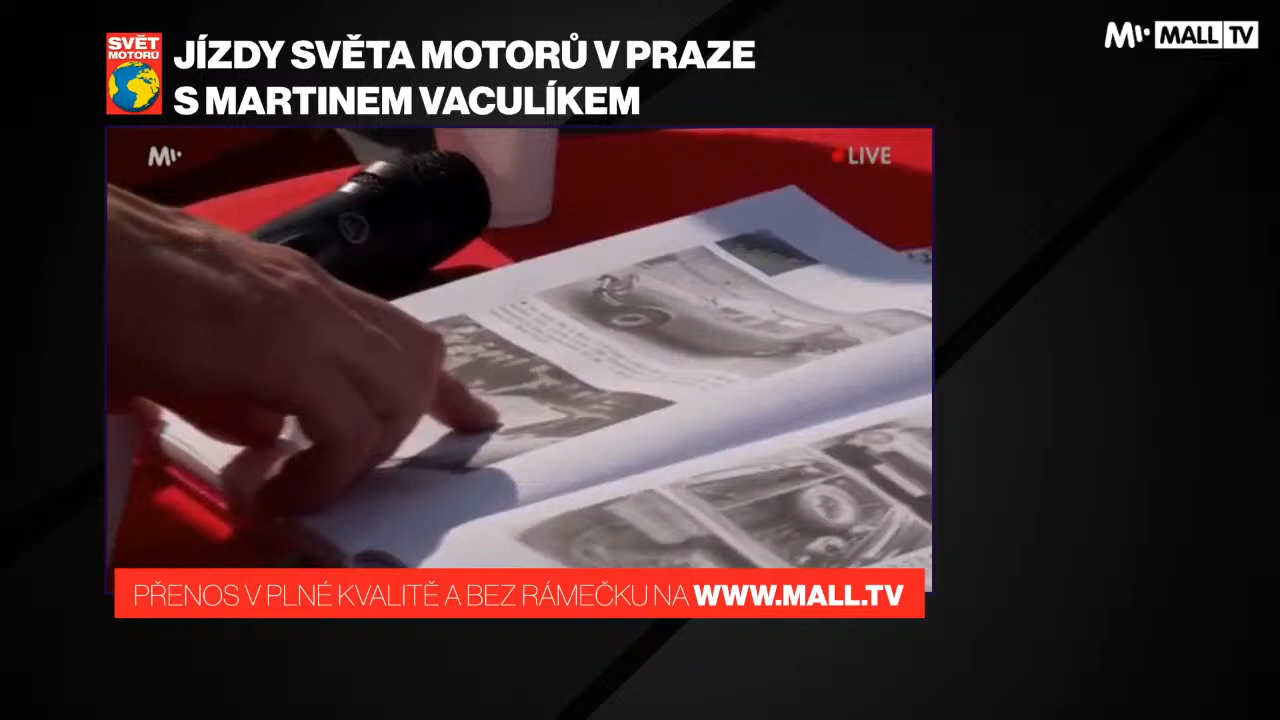 SVĚT
MOTORŮ
JÍZDY SVĚTA MOTORŮ V PRAZE
S MARTINEM VACULÍKEM
MALL TV
LIVE
PŘENOS V PLNÉ KVALITĚ A BEZ RÁMEČKU NA WWW.MALL.TV